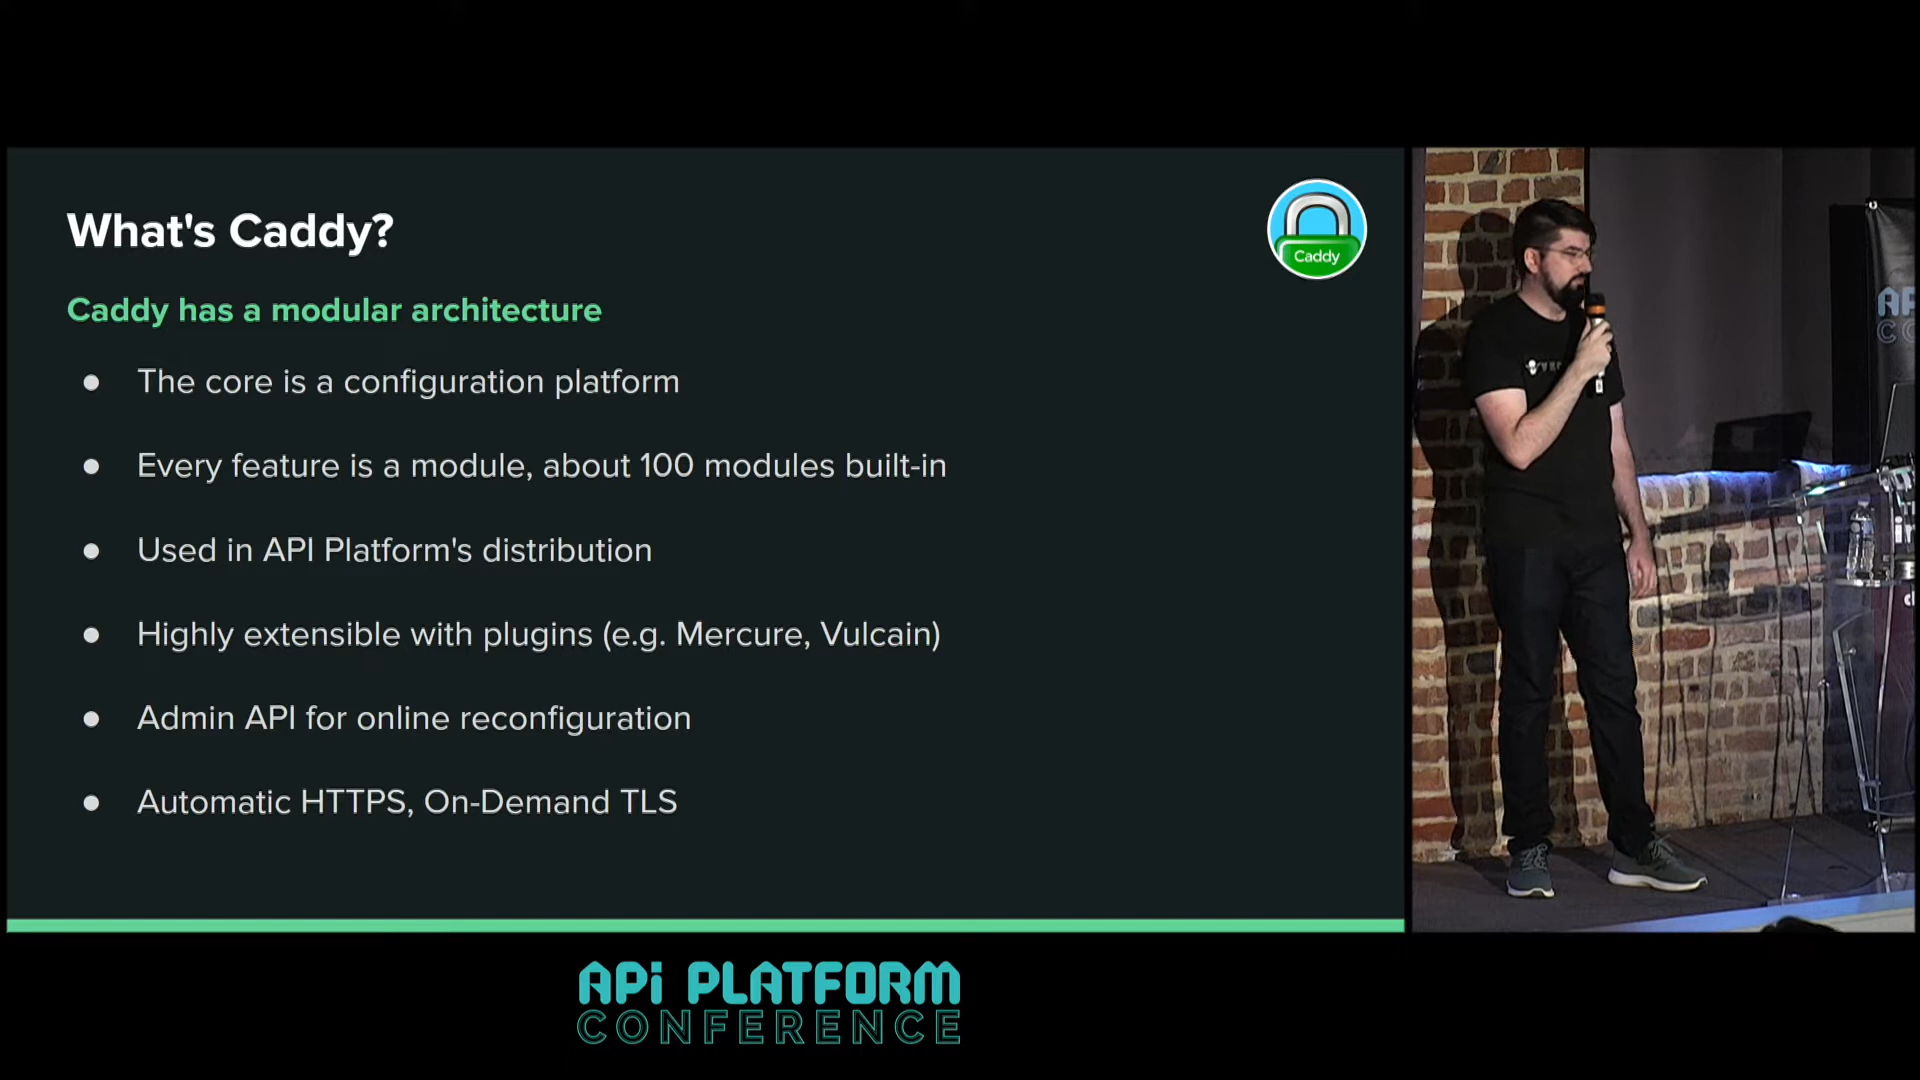 What's Caddy?
Caddy
Caddy has a modular architecture
● The core is a configuration platform
● Every feature is a module, about 100 modules built-in
● Used in API Platform's distribution
● Highly extensible with plugins (e.g. Mercure, Vulcain)
● Admin API for online reconfiguration
● Automatic HTTPS, On-Demand TLS
APi PLATFORM
CONFERENCE
AP
CO